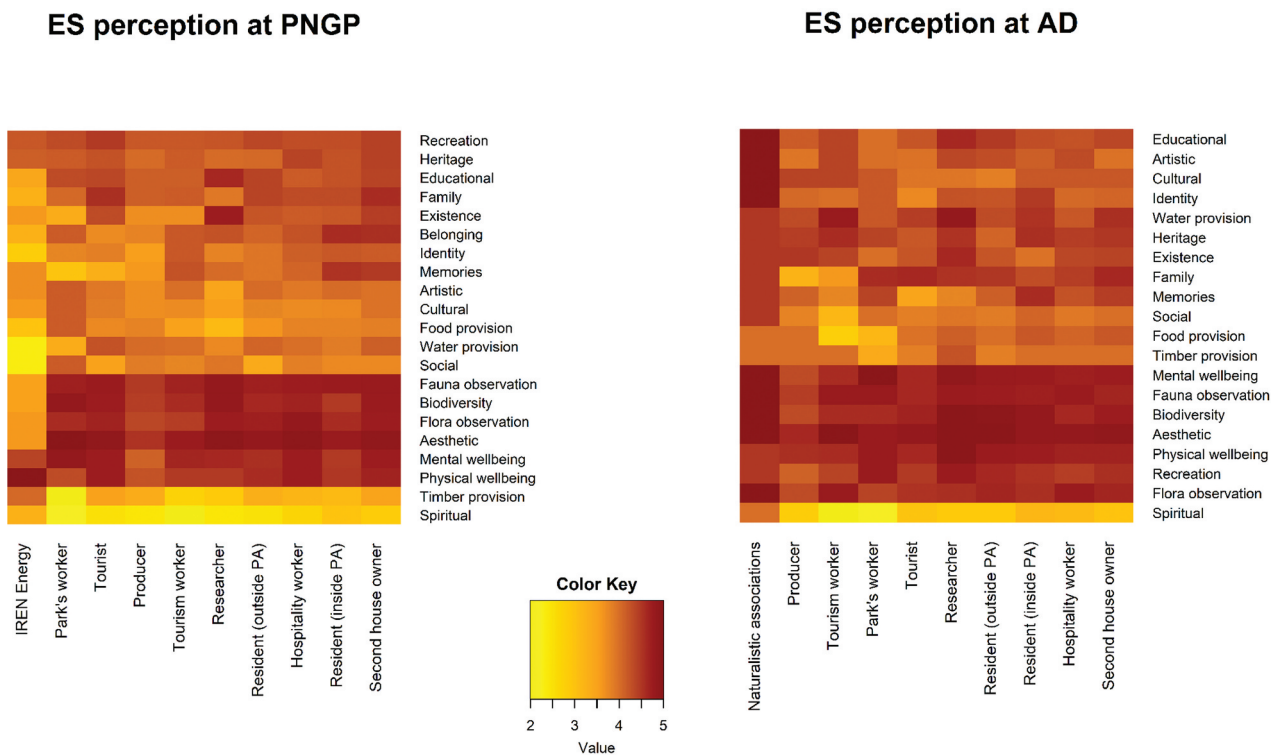 ES perception at PNGP
Recreation
Heritage
Educational
Family
Existence
Belonging
Identity
Memories
Artistic
Cultural
Food provision
Water provision
Social
Fauna observation
Biodiversity
Flora observation
Aesthetic
Mental wellbeing
Physical wellbeing
Timber provision
Spiritual
IREN Energy
Park's worker
Tourist
Producer
Tourism worker
Researcher
Resident (outside PA)
Hospitality worker
Resident (inside PA)
Second house owner
Color Key
2 3 4 5
Value
ES perception at AD
Educational
Artistic
Cultural
Identity
Water provision
Heritage
Existence
Family
Memories
Social
Food provision
Timber provision
Mental wellbeing
Fauna observation
Biodiversity
Aesthetic
Physical wellbeing
Recreation
Flora observation
Spiritual
Naturalistic associations
Producer
Tourism worker
Park's worker
Tourist
Researcher
Resident (outside PA)
Resident (inside PA)
Hospitality worker
Second house owner